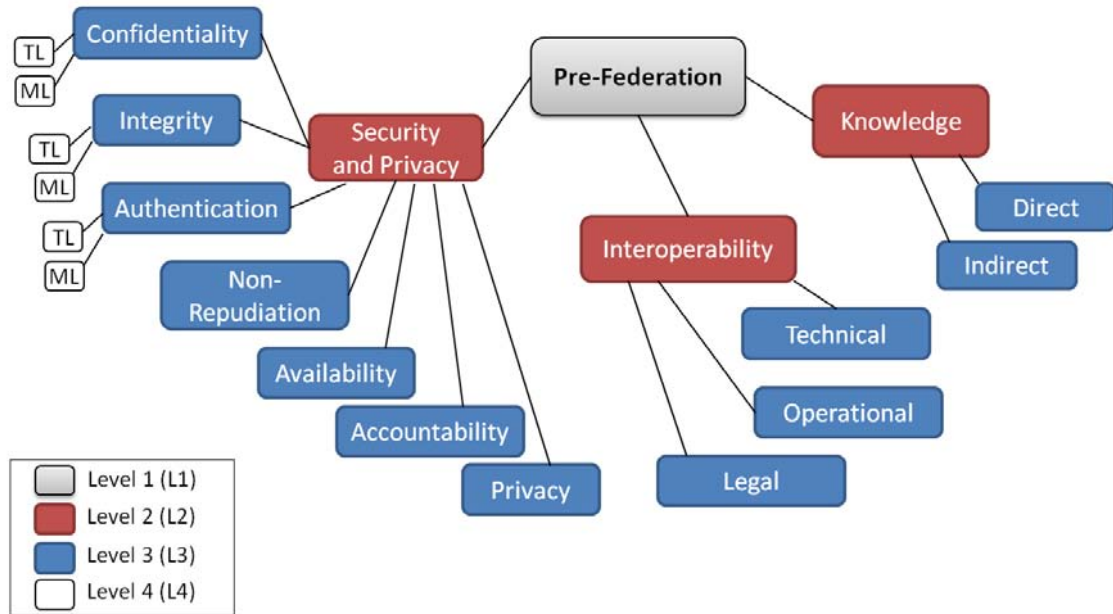 Confidentiality
TL
ML
Integrity
TL
ML
Authentication
TL
ML
Security
and Privacy
Pre-Federation
Knowledge
Direct
Indirect
Interoperability
Technical
Operational
Legal
Non-
Repudiation
Availability
Accountability
Privacy
Level 1 (L1)
Level 2 (L2)
Level 3 (L3)
Level 4 (L4)